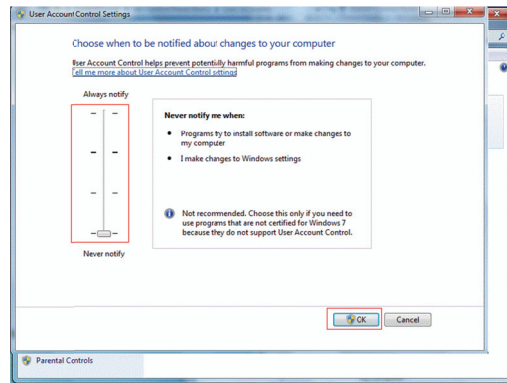 User Account Control Settings
Choose when to be notified about changes to your computer
User Account Control helps prevent potentially harmful programs from making changes to your computer.
Tell me more about User Account Control settings
Always notify
Never notify me when:
Programs try to install software or make changes to
my computer
I make changes to Windows settings
Not recommended. Choose this only if you need to
use programs that are not certified for Windows 7
because they do not support User Account Control.
Never notify
OK
Cancel
Parental Controls